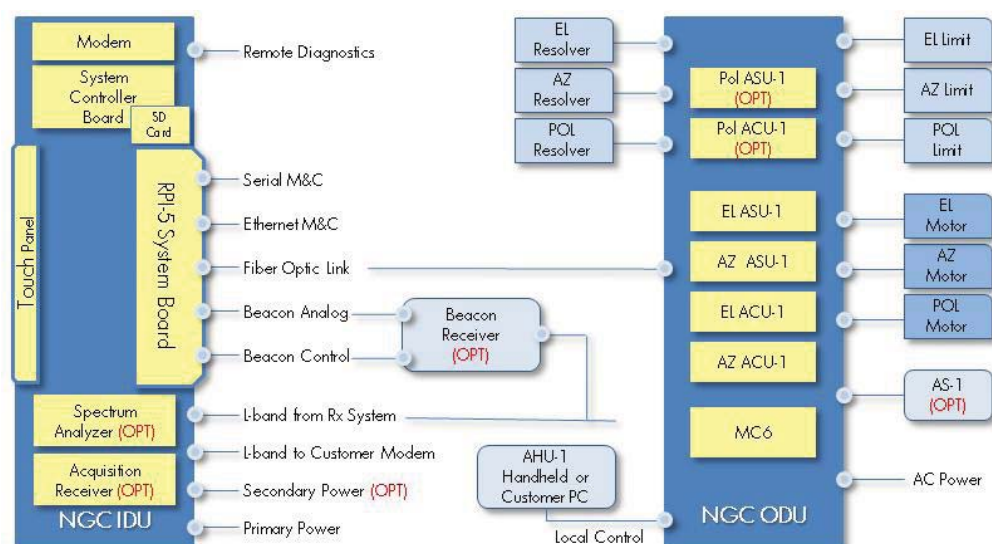 Modem
System
Controller
Board
SD
Card
Touch Panel
RPI-5 System Board
Spectrum
Analyzer (OPT)
Acquisition
Receiver (OPT)
NGC IDU
Remote Diagnostics
Serial M&C
Ethernet M&C
Fiber Optic Link
Beacon Analog
Beacon Control
L-band from Rx System
L-band to Customer Modem
Secondary Power (OPT)
Primary Power
Beacon
Receiver
(OPT)
AHU-1
Handheld or
Customer PC
Local Control
EL
Resolver
AZ
Resolver
POL
Resolver
Pol ASU-1
(OPT)
Pol ACU-1
(OPT)
EL ASU-1
AZ ASU-1
EL ACU-1
AZ ACU-1
MC6
NGC ODU
EL Limit
AZ Limit
POL
Limit
EL
Motor
AZ
Motor
POL
Motor
AS-1
(OPT)
AC Power